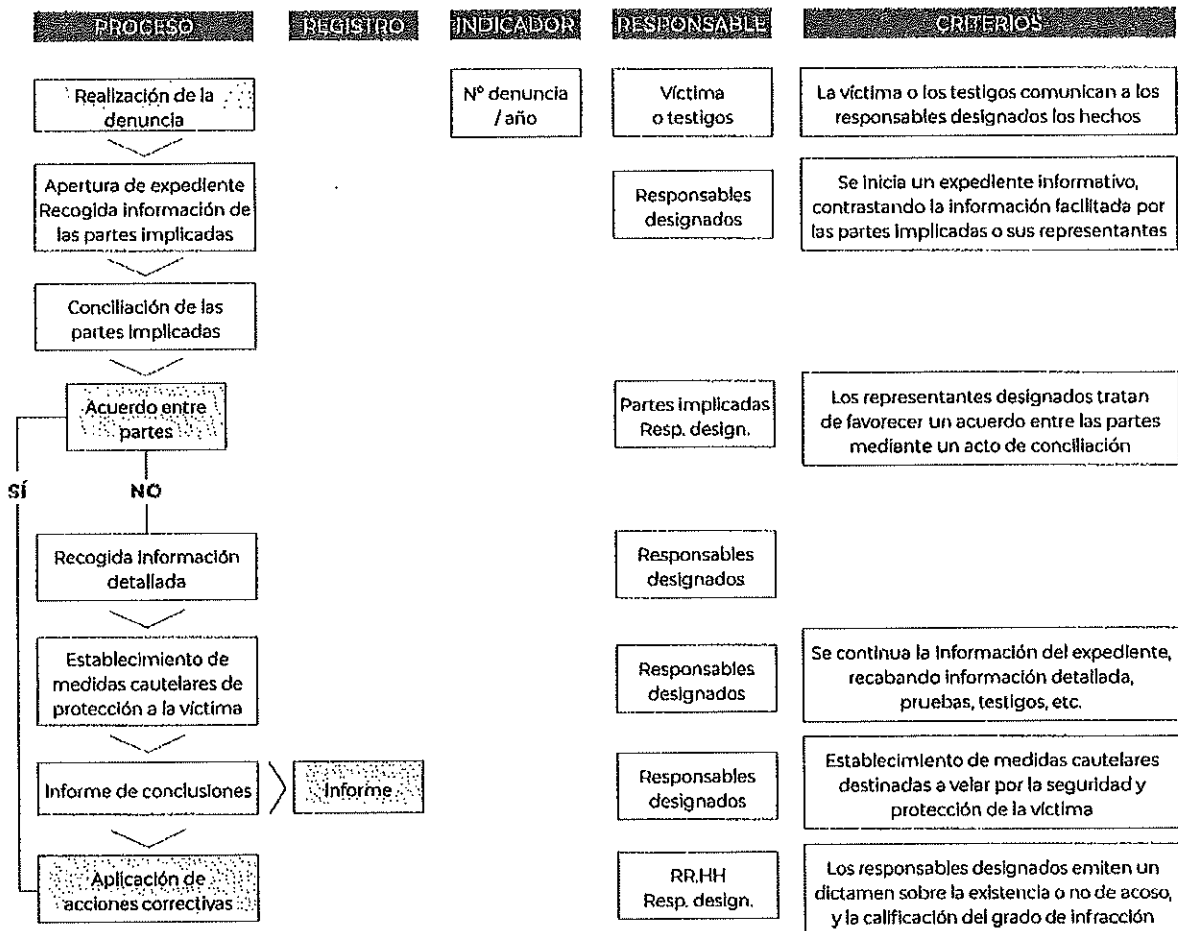 PROCESO
REGISTRO
INDICADOR
RESPONSABLE
CRITERIOS
Realización de la
denuncia
Nº denuncia
/ año
Víctima
o testigos
La víctima o los testigos comunican a los
responsables designados los hechos
Apertura de expediente
Recogida información de
las partes implicadas
Responsables
designados
Se inicia un expediente informativo,
contrastando la información facilitada por
las partes implicadas o sus representantes
Conciliación de las
partes implicadas
Acuerdo entre
partes
Partes implicadas
Resp. design.
Los representantes designados tratan
de favorecer un acuerdo entre las partes
mediante un acto de conciliación
SÍ
NO
Recogida información
detallada
Responsables
designados
Establecimiento de
medidas cautelares de
protección a la víctima
Responsables
designados
Se continua la información del expediente,
recabando información detallada,
pruebas, testigos, etc.
Informe de conclusiones
Informe
Responsables
designados
Establecimiento de medidas cautelares
destinadas a velar por la seguridad y
protección de la víctima
Aplicación de
acciones correctivas
RR.HH
Resp. design.
Los responsables designados emiten un
dictamen sobre la existencia o no de acoso,
y la calificación del grado de infracción